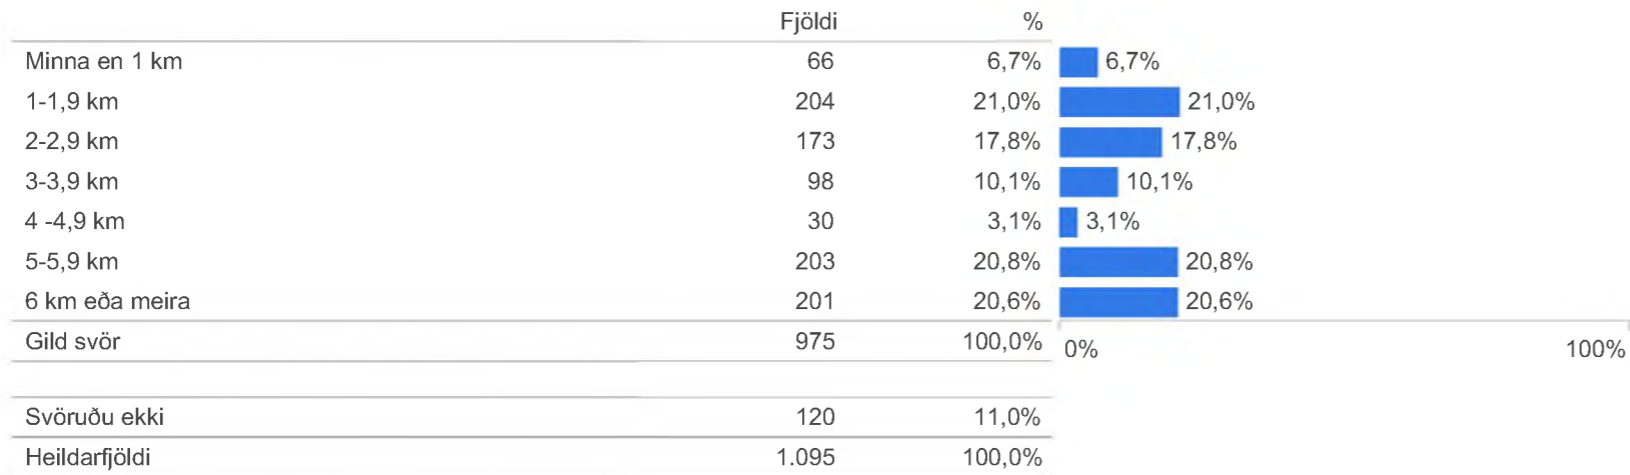 Fjöldi %
Minna en 1 km 66 6,7% 6,7%
1-1,9 km 204 21,0% 21,0%
2-2,9 km 173 17,8% 17,8%
3-3,9 km 98 10,1% 10,1%
4 -4,9 km 30 3,1% 3,1%
5-5,9 km 203 20,8% 20,8%
6 km eða meira 201 20,6% 20,6%
Gild svör 975 100,0% 0% 100%
Svöruðu ekki 120 11,0%
Heildarfjöldi 1.095 100,0%